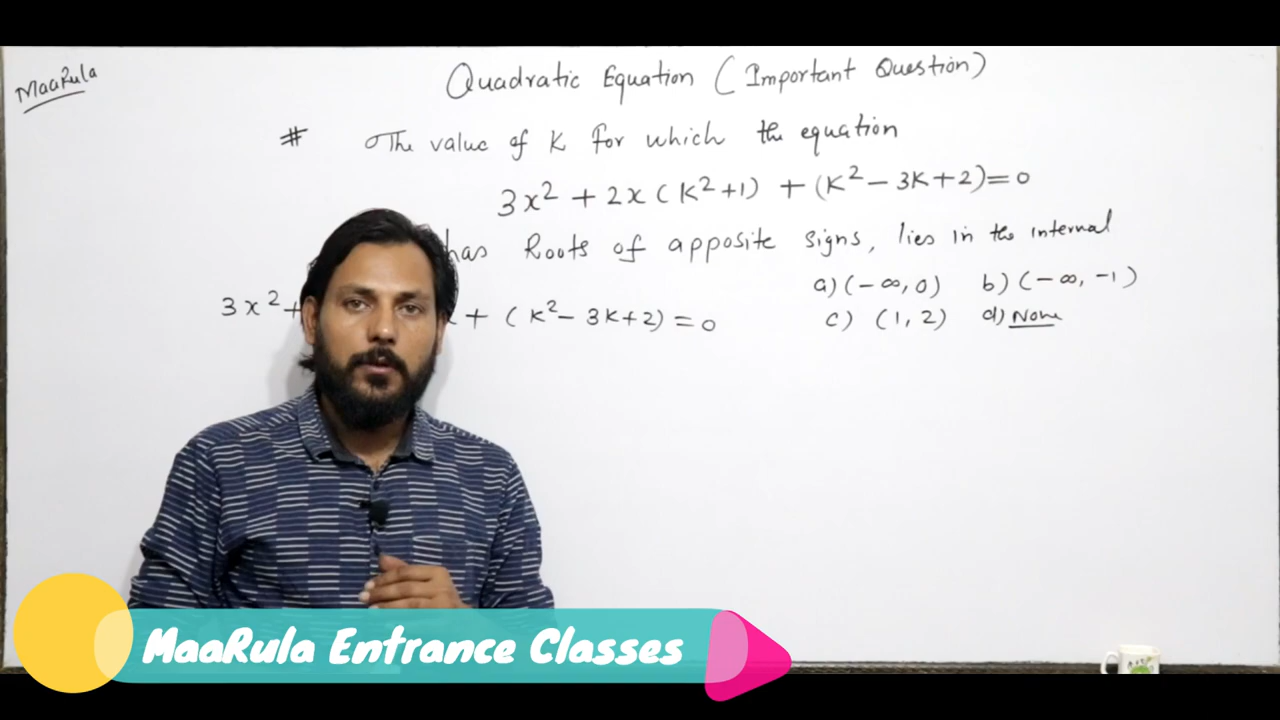 MaaRula
Quadratic Equation (Important Question)
# The value of K for which the equation
3x² + 2x (K²+1) + (K² – 3K+2)=0
has Roots of apposite signs, lies in the internal
a) (-∞, 0) b) (-∞, -1)
c) (1, 2) d) None
3x²+ + (K² – 3K+2) = 0
MaaRula Entrance Classes